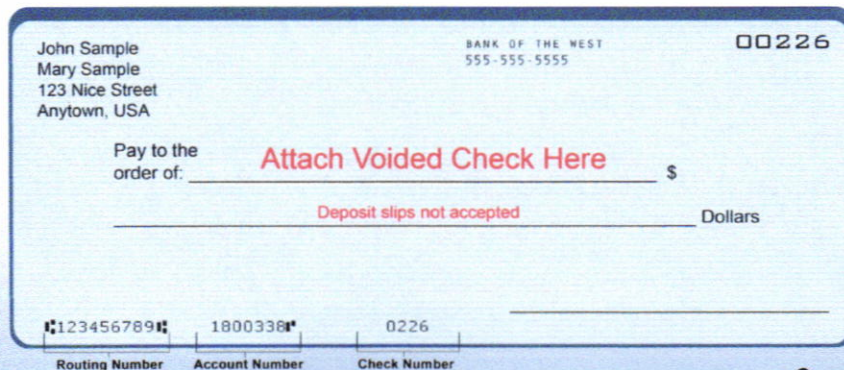 John Sample
Mary Sample
123 Nice Street
Anytown, USA
BANK OF THE WEST
555-555-5555
00226
Pay to the
order of: Attach Voided Check Here $
Deposit slips not accepted Dollars
⑆123456789⑆ 1800338⑈ 0226
Routing Number Account Number Check Number